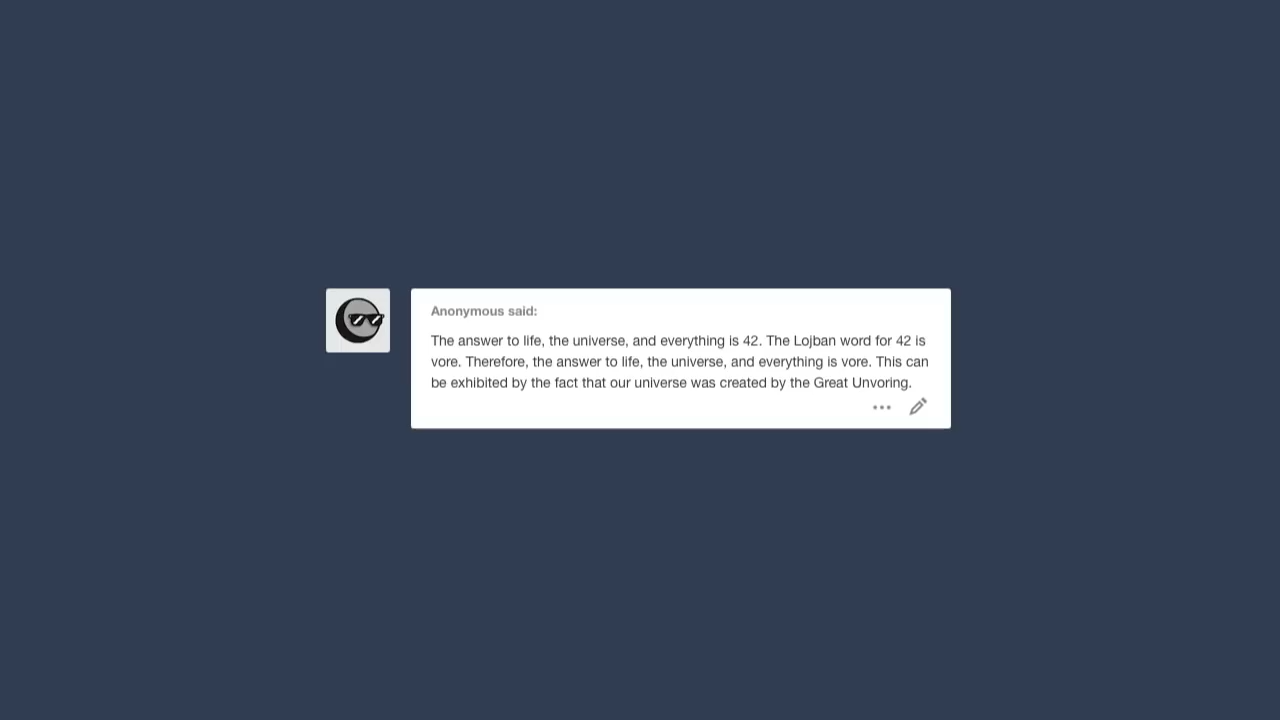 Anonymous said:
The answer to life, the universe, and everything is 42. The Lojban word for 42 is
vore. Therefore, the answer to life, the universe, and everything is vore. This can
be exhibited by the fact that our universe was created by the Great Unvoring.